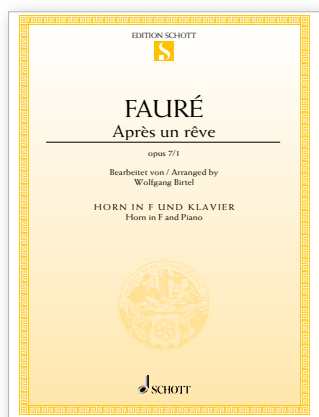 EDITION SCHOTT
S
FAURÉ
Après un rêve
opus 7/1
Bearbeitet von / Arranged by
Wolfgang Birtel
HORN IN F UND KLAVIER
Horn in F and Piano
SCHOTT